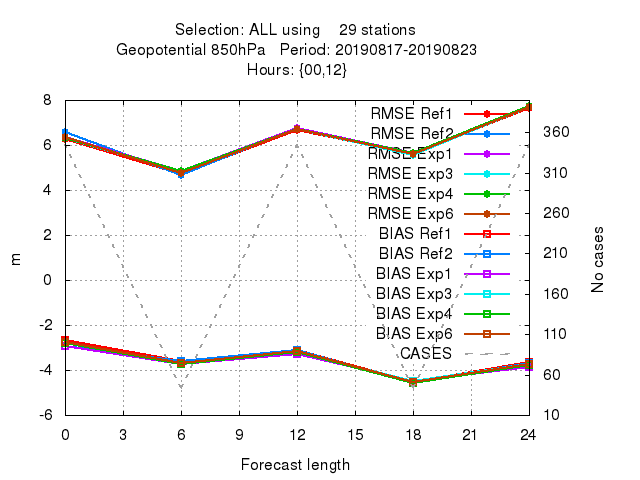 Selection: ALL using 29 stations
Geopotential 850hPa Period: 20190817-20190823
Hours: {00,12}
8
6
4
2
0
-2
-4
-6
m
0 3 6 9 12 15 18 21 24
Forecast length
360
310
260
210
160
110
60
10
No cases
RMSE Ref1
RMSE Ref2
RMSE Exp1
RMSE Exp3
RMSE Exp4
RMSE Exp6
BIAS Ref1
BIAS Ref2
BIAS Exp1
BIAS Exp3
BIAS Exp4
BIAS Exp6
CASES